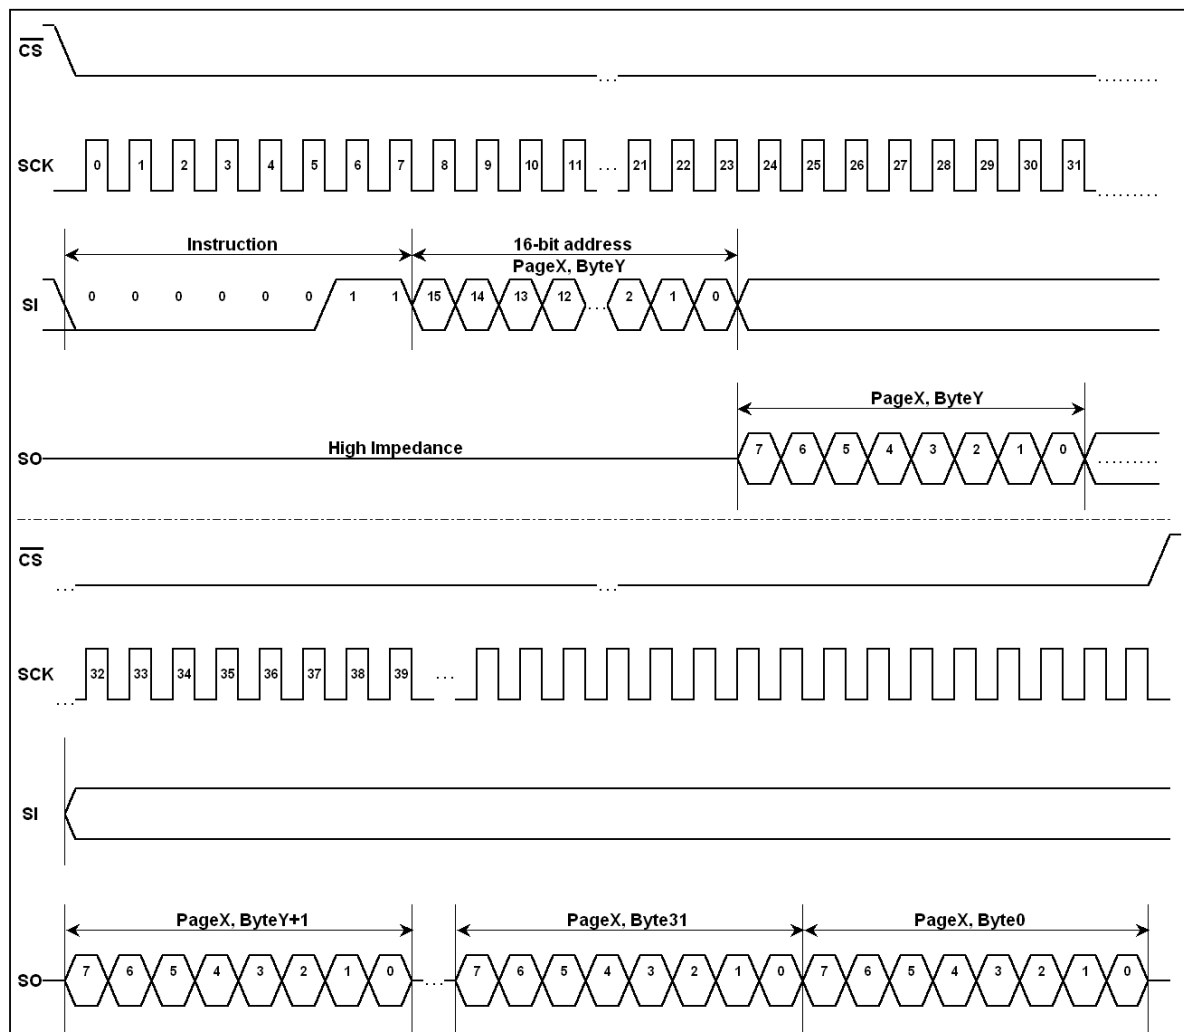 CS
...
.........
SCK
0 1 2 3 4 5 6 7 8 9 10 11 ... 21 22 23 24 25 26 27 28 29 30 31 .........
Instruction 16-bit address
PageX, ByteY
SI 0 0 0 0 0 0 1 1 15 14 13 12 ... 2 1 0
PageX, ByteY
High Impedance
SO 7 6 5 4 3 2 1 0 .........
CS
... ...
SCK 32 33 34 35 36 37 38 39 ...
...
SI
PageX, ByteY+1 PageX, Byte31 PageX, Byte0
SO 7 6 5 4 3 2 1 0 ... 7 6 5 4 3 2 1 0 7 6 5 4 3 2 1 0